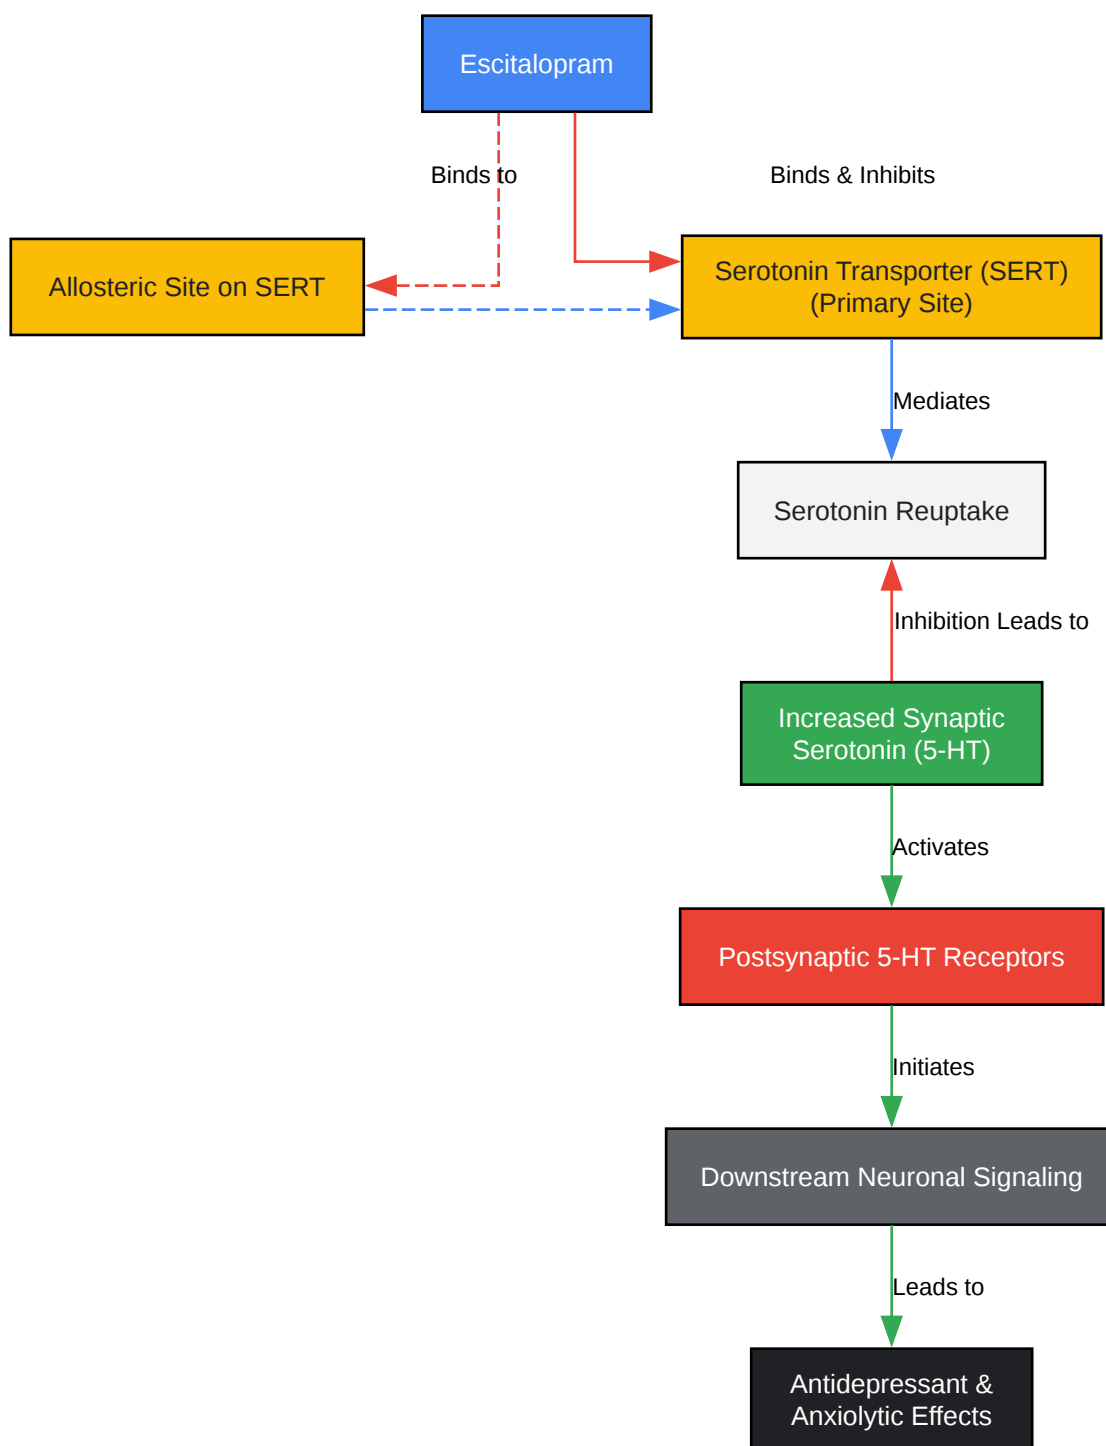 Escitalopram
Binds to
Binds & Inhibits
Allosteric Site on SERT
Serotonin Transporter (SERT)
(Primary Site)
Mediates
Serotonin Reuptake
Inhibition Leads to
Increased Synaptic
Serotonin (5-HT)
Activates
Postsynaptic 5-HT Receptors
Initiates
Downstream Neuronal Signaling
Leads to
Antidepressant &
Anxiolytic Effects